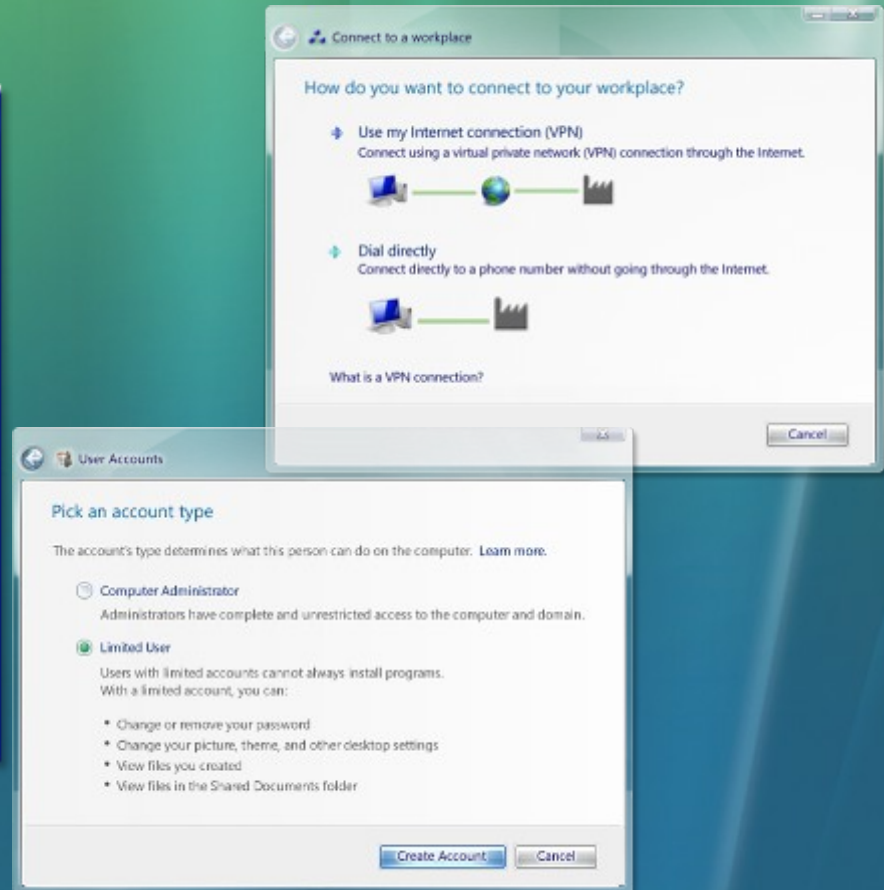 Connect to a workplace
How do you want to connect to your workplace?
Use my Internet connection (VPN)
Connect using a virtual private network (VPN) connection through the Internet.
Dial directly
Connect directly to a phone number without going through the Internet.
What is a VPN connection?
Cancel
User Accounts
Pick an account type
The account's type determines what this person can do on the computer. Learn more.
Computer Administrator
Administrators have complete and unrestricted access to the computer and domain.
Limited User
Users with limited accounts cannot always install programs.
With a limited account, you can:
* Change or remove your password
* Change your picture, theme, and other desktop settings
* View files you created
* View files in the Shared Documents folder
Create Account Cancel